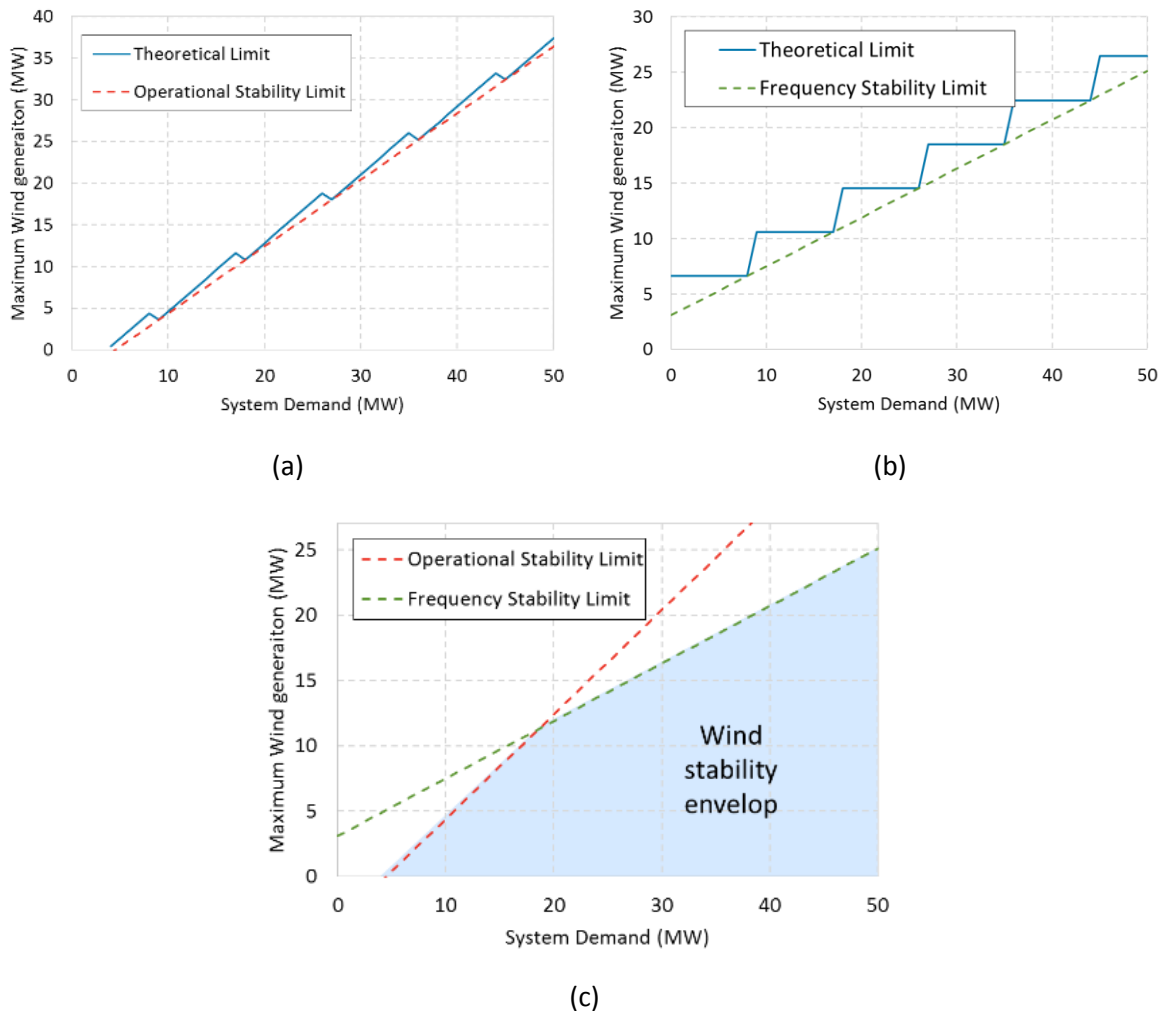 40
35
30
25
20
15
10
5
0
Maximum Wind generaiton (MW)
Theoretical Limit
Operational Stability Limit
0 10 20 30 40 50
System Demand (MW)
(a)
30
25
20
15
10
5
0
Maximum Wind generaiton (MW)
Theoretical Limit
Frequency Stability Limit
0 10 20 30 40 50
System Demand (MW)
(b)
25
20
15
10
5
0
Maximum Wind generaiton (MW)
Operational Stability Limit
Frequency Stability Limit
Wind
stability
envelop
0 10 20 30 40 50
System Demand (MW)
(c)